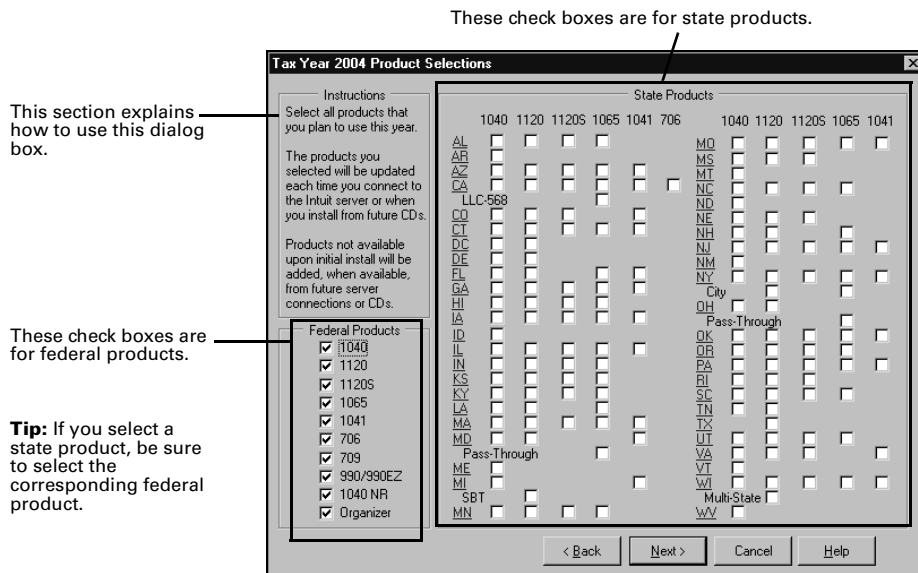 These check boxes are for state products.
Tax Year 2004 Product Selections
This section explains
how to use this dialog
box.
Instructions
Select all products that
you plan to use this year.
The products you
selected will be updated
each time you connect to
the Intuit server or when
you install from future CDs.
Products not available
upon initial install will be
added, when available,
from future server
connections or CDs.
These check boxes are
for federal products.
Federal Products
1040
1120
1120S
1065
1041
706
709
990/990EZ
1040 NR
Organizer
Tip: If you select a
state product, be sure
to select the
corresponding federal
product.
State Products
1040 1120 1120S 1065 1041 706
AL
AR
AZ
CA
LLC-568
CO
CT
DC
DE
FL
GA
HI
IA
ID
IL
IN
KS
KY
LA
MA
MD
Pass-Through
ME
MI
SBT
MN
1040 1120 1120S 1065 1041
MO
MS
MT
NC
ND
NE
NH
NJ
NM
NY
City
OH
Pass-Through
OK
OR
PA
RI
SC
TN
TX
UT
VA
VT
WI
Multi-State
WV
< Back
Next >
Cancel
Help